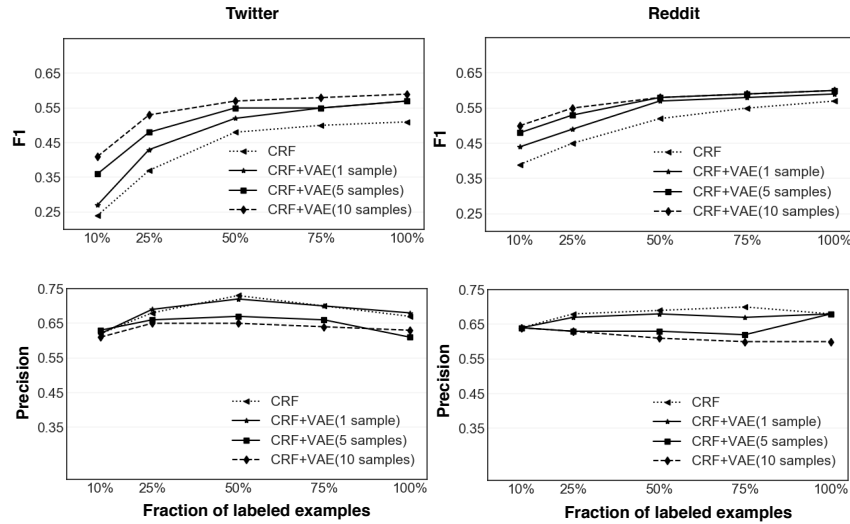 Twitter
Reddit
F1
0.65
0.55
0.45
0.35
0.25
CRF
CRF+VAE(1 sample)
CRF+VAE(5 samples)
CRF+VAE(10 samples)
10% 25% 50% 75% 100%
F1
0.65
0.55
0.45
0.35
0.25
CRF
CRF+VAE(1 sample)
CRF+VAE(5 samples)
CRF+VAE(10 samples)
10% 25% 50% 75% 100%
Precision
0.75
0.65
0.55
0.45
0.35
CRF
CRF+VAE(1 sample)
CRF+VAE(5 samples)
CRF+VAE(10 samples)
10% 25% 50% 75% 100%
Fraction of labeled examples
Precision
0.75
0.65
0.55
0.45
0.35
CRF
CRF+VAE(1 sample)
CRF+VAE(5 samples)
CRF+VAE(10 samples)
10% 25% 50% 75% 100%
Fraction of labeled examples